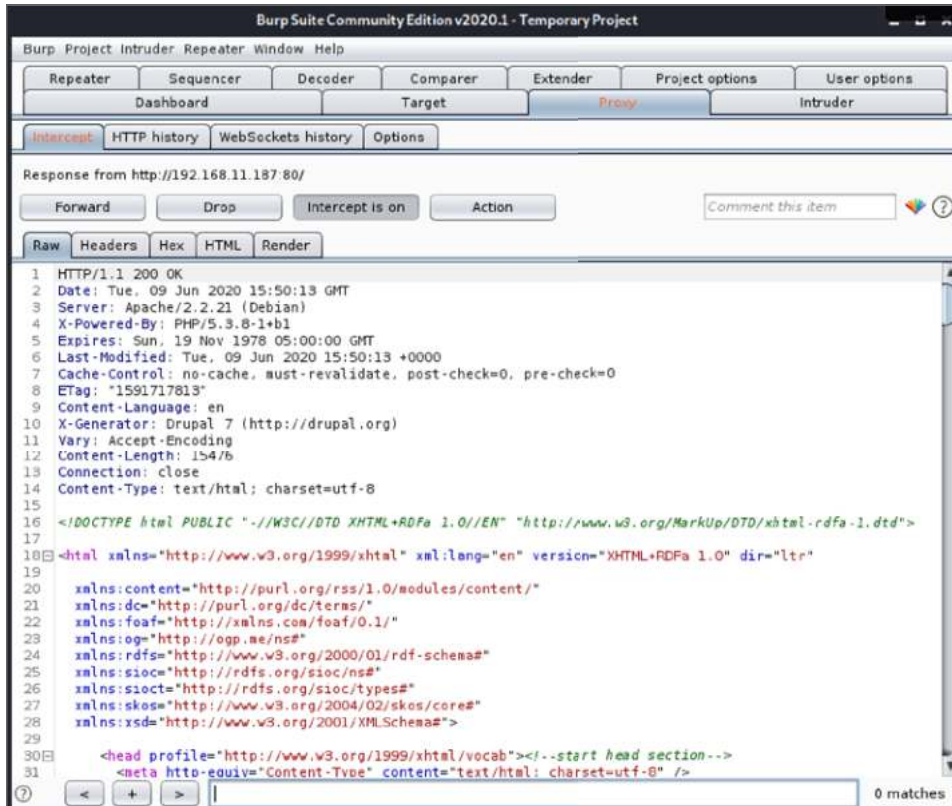 Burp Suite Community Edition v2020.1 - Temporary Project
Burp Project Intruder Repeater Window Help
Repeater Sequencer Decoder Comparer Extender Project options User options
Dashboard Target Proxy Intruder
Intercept HTTP history WebSockets history Options
Response from http://192.168.11.187:80/
Forward Drop Intercept is on Action Comment this item ?
Raw Headers Hex HTML Render
1 HTTP/1.1 200 OK
2 Date: Tue, 09 Jun 2020 15:50:13 GMT
3 Server: Apache/2.2.21 (Debian)
4 X-Powered-By: PHP/5.3.8-1+b1
5 Expires: Sun, 19 Nov 1978 05:00:00 GMT
6 Last-Modified: Tue, 09 Jun 2020 15:50:13 +0000
7 Cache-Control: no-cache, must-revalidate, post-check=0, pre-check=0
8 ETag: "1591717813"
9 Content-Language: en
10 X-Generator: Drupal 7 (http://drupal.org)
11 Vary: Accept-Encoding
12 Content-Length: 15476
13 Connection: close
14 Content-Type: text/html; charset=utf-8
15
16 <!DOCTYPE html PUBLIC "-//W3C//DTD XHTML+RDFa 1.0//EN" "http://www.w3.org/MarkUp/DTD/xhtml-rdfa-1.dtd">
17
18 <html xmlns="http://www.w3.org/1999/xhtml" xml:lang="en" version="XHTML+RDFa 1.0" dir="ltr"
19
20 xmlns:content="http://purl.org/rss/1.0/modules/content/"
21 xmlns:dc="http://purl.org/dc/terms/"
22 xmlns:foaf="http://xmlns.com/foaf/0.1/"
23 xmlns:og="http://ogp.me/ns#"
24 xmlns:rdfs="http://www.w3.org/2000/01/rdf-schema#"
25 xmlns:sioc="http://rdfs.org/sioc/ns#"
26 xmlns:sioct="http://rdfs.org/sioc/types#"
27 xmlns:skos="http://www.w3.org/2004/02/skos/core#"
28 xmlns:xsd="http://www.w3.org/2001/XMLSchema#">
29
30 <head profile="http://www.w3.org/1999/xhtml/vocab"><!--start head section-->
31 <meta http-equiv="Content-Type" content="text/html; charset=utf-8" />
? < + > 0 matches